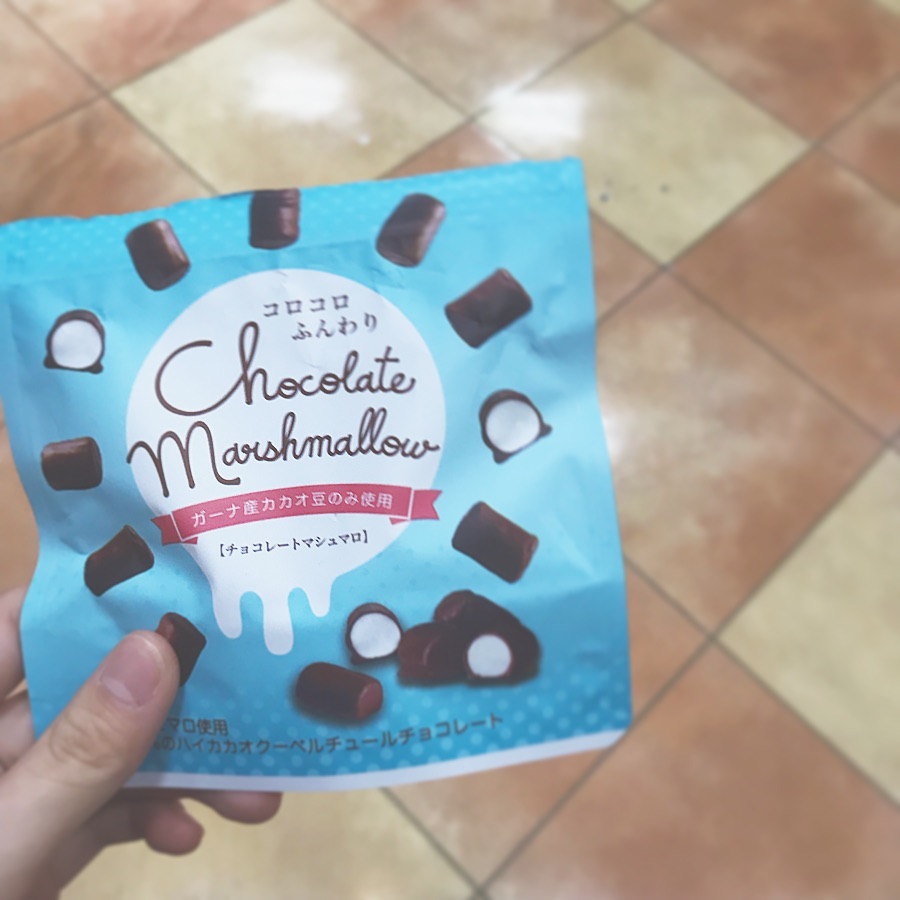 コロコロ
ふんわり
Chocolate
Marshmallow
ガーナ産カカオ豆のみ使用
【チョコレートマシュマロ】
マロ使用
のハイカカオクーベルチュールチョコレート